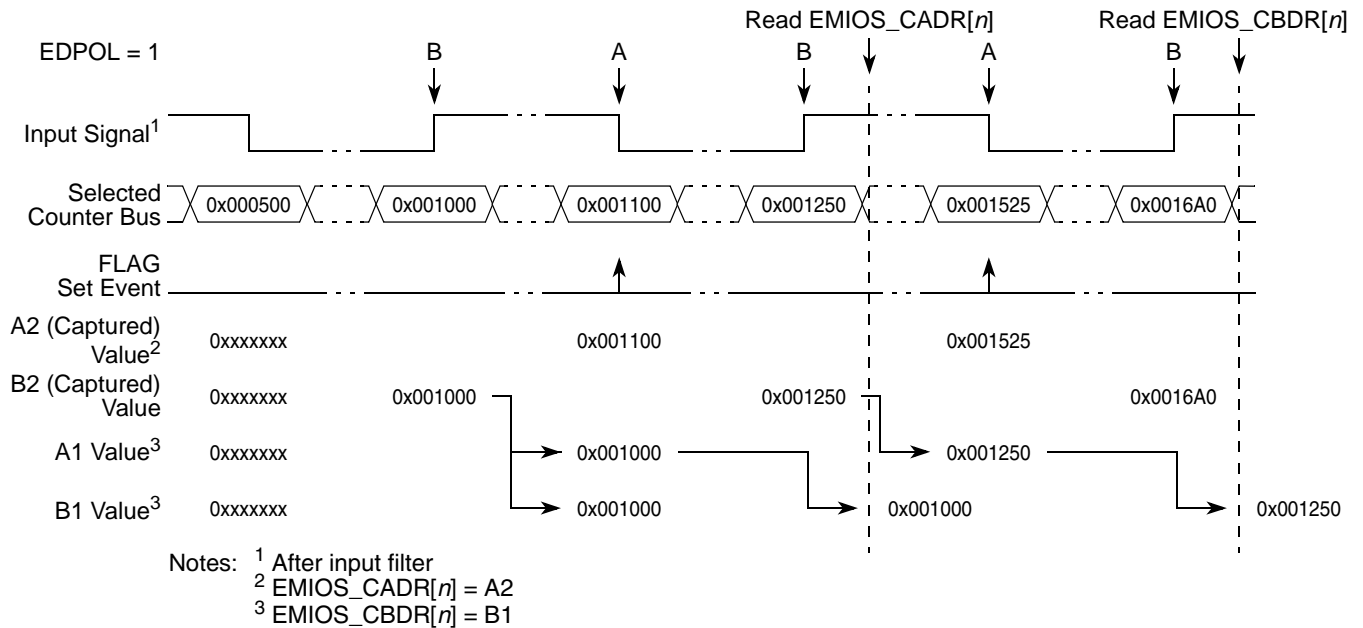 Read EMIOS_CADR[n] Read EMIOS_CBDR[n]
EDPOL = 1 B A B A B
Input Signal1
Selected
Counter Bus
0x000500 0x001000 0x001100 0x001250 0x001525 0x0016A0
FLAG
Set Event
A2 (Captured)
Value2
0xxxxxxx 0x001100 0x001525
B2 (Captured)
Value
0xxxxxxx 0x001000 0x001250 0x0016A0
A1 Value3 0xxxxxxx 0x001000 0x001250
B1 Value3 0xxxxxxx 0x001000 0x001000 0x001250
Notes: 1 After input filter
2 EMIOS_CADR[n] = A2
3 EMIOS_CBDR[n] = B1